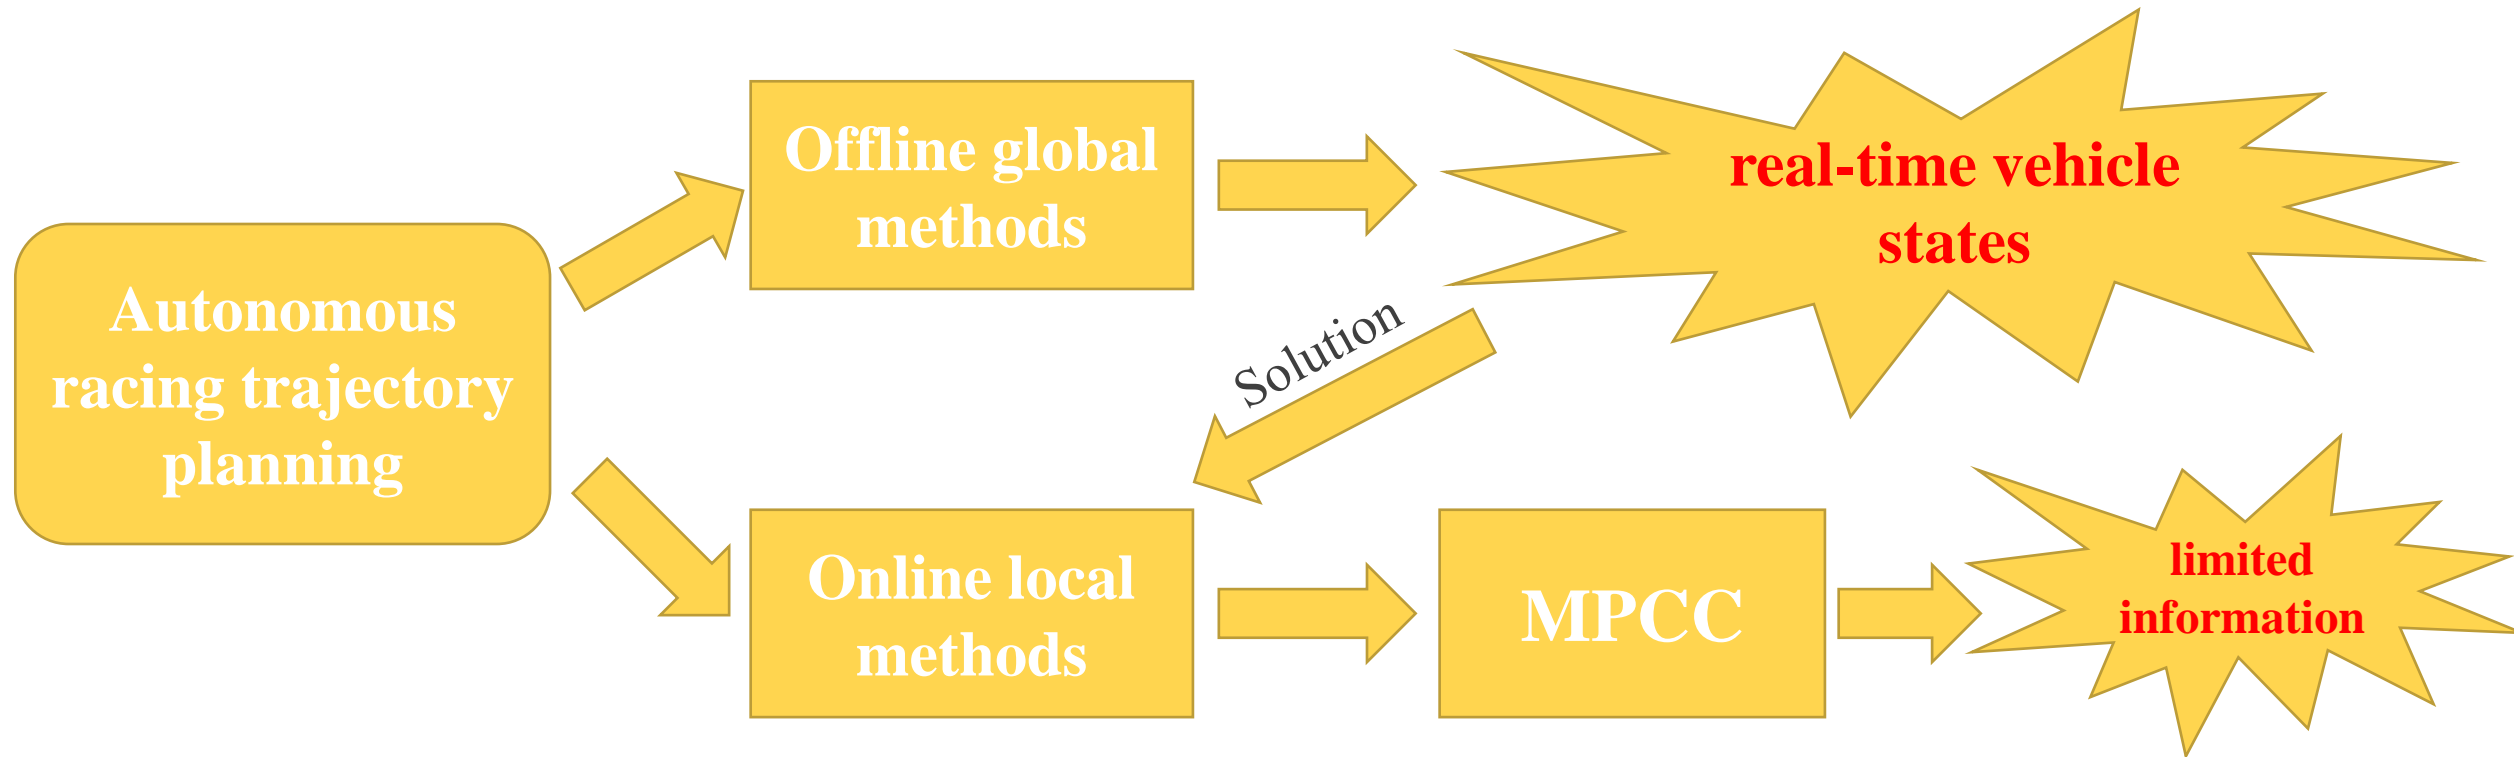 Autonomous
racing trajectory
planning
Offline global
methods
real-time vehicle
states
Solution
Online local
methods
MPCC
limited
information